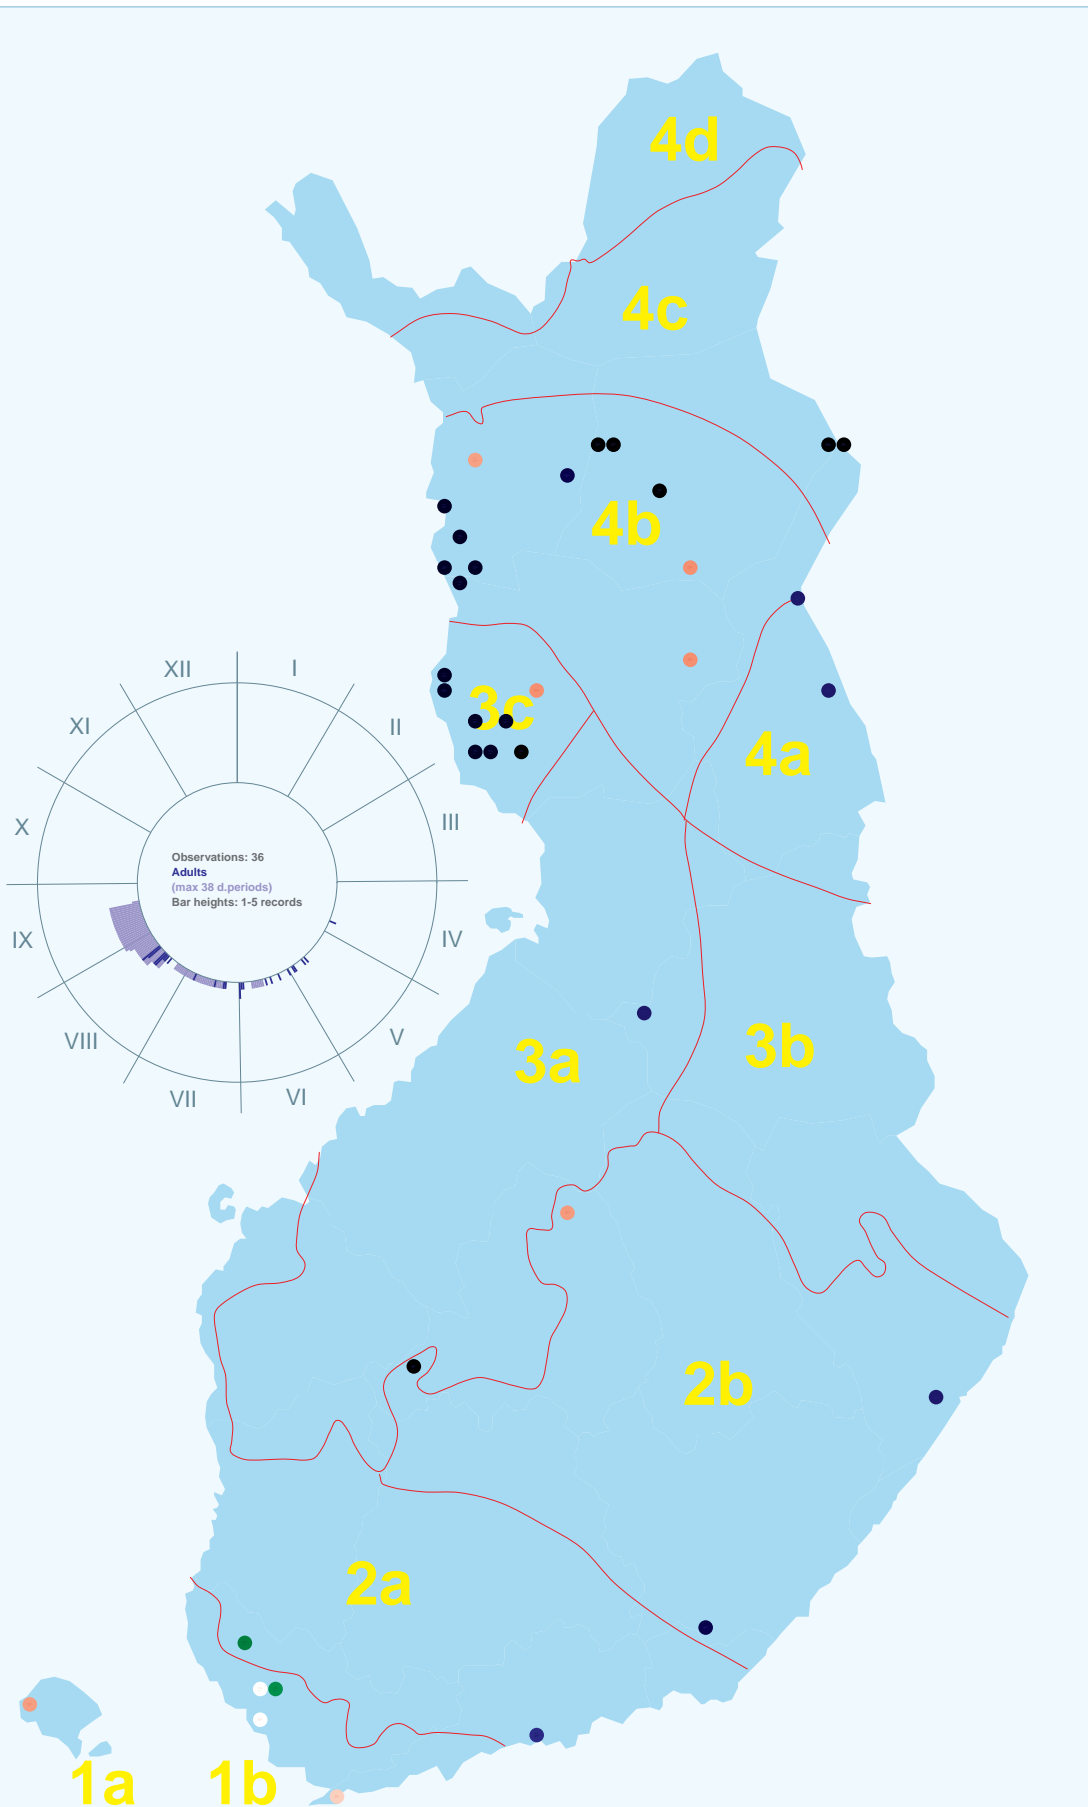 4d
4c
4b
XII
I
3c
XI
II
4a
X
III
Observations: 36
Adults
(max 38 d.periods)
Bar heights: 1-5 records
IX
IV
VIII
V
3a
3b
VII
VI
2b
2a
1a
1b